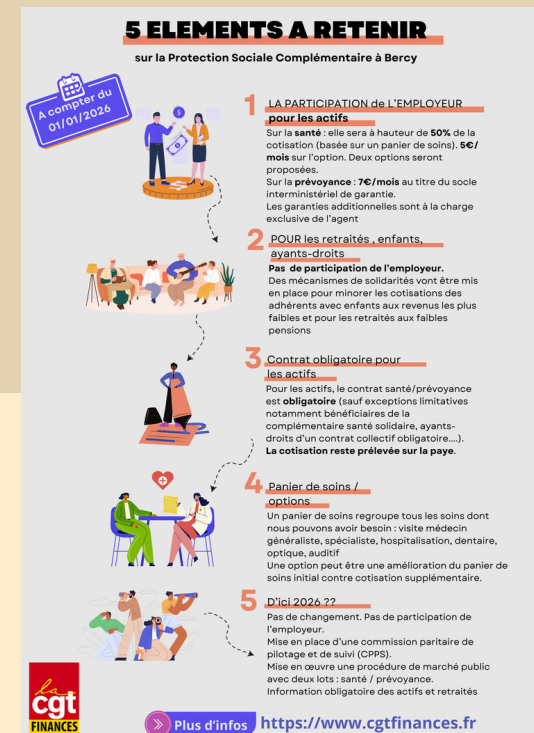 5 ELEMENTS A RETENIR
sur la Protection Sociale Complémentaire à Bercy
A compter du
01/01/2026
1 LA PARTICIPATION de L'EMPLOYEUR
pour les actifs
Sur la santé : elle sera à hauteur de 50% de la
cotisation (basée sur un panier de soins). 5€/
mois sur l'option. Deux options seront
proposées.
Sur la prévoyance : 7€/mois au titre du socle
interministériel de garantie.
Les garanties additionnelles sont à la charge
exclusive de l'agent
2 POUR les retraités , enfants,
ayants-droits
Pas de participation de l'employeur.
Des mécanismes de solidarités vont être mis
en place pour minorer les cotisations des
adhérents avec enfants aux revenus les plus
faibles et pour les retraités aux faibles
pensions
3 Contrat obligatoire pour
les actifs
Pour les actifs, le contrat santé/prévoyance
est obligatoire (sauf exceptions limitatives
notamment bénéficiaires de la
complémentaire santé solidaire, ayants-
droits d'un contrat collectif obligatoire....).
La cotisation reste prélevée sur la paye.
4 Panier de soins /
options
Un panier de soins regroupe tous les soins dont
nous pouvons avoir besoin : visite médecin
généraliste, spécialiste, hospitalisation, dentaire,
optique, auditif
Une option peut être une amélioration du panier de
soins initial contre cotisation supplémentaire.
5 D'ici 2026 ??
Pas de changement. Pas de participation de
l'employeur.
Mise en place d'une commission paritaire de
pilotage et de suivi (CPPS).
Mise en œuvre une procédure de marché public
avec deux lots : santé / prévoyance.
Information obligatoire des actifs et retraités
la
cgt
FINANCES
Plus d'infos https://www.cgtfinances.fr